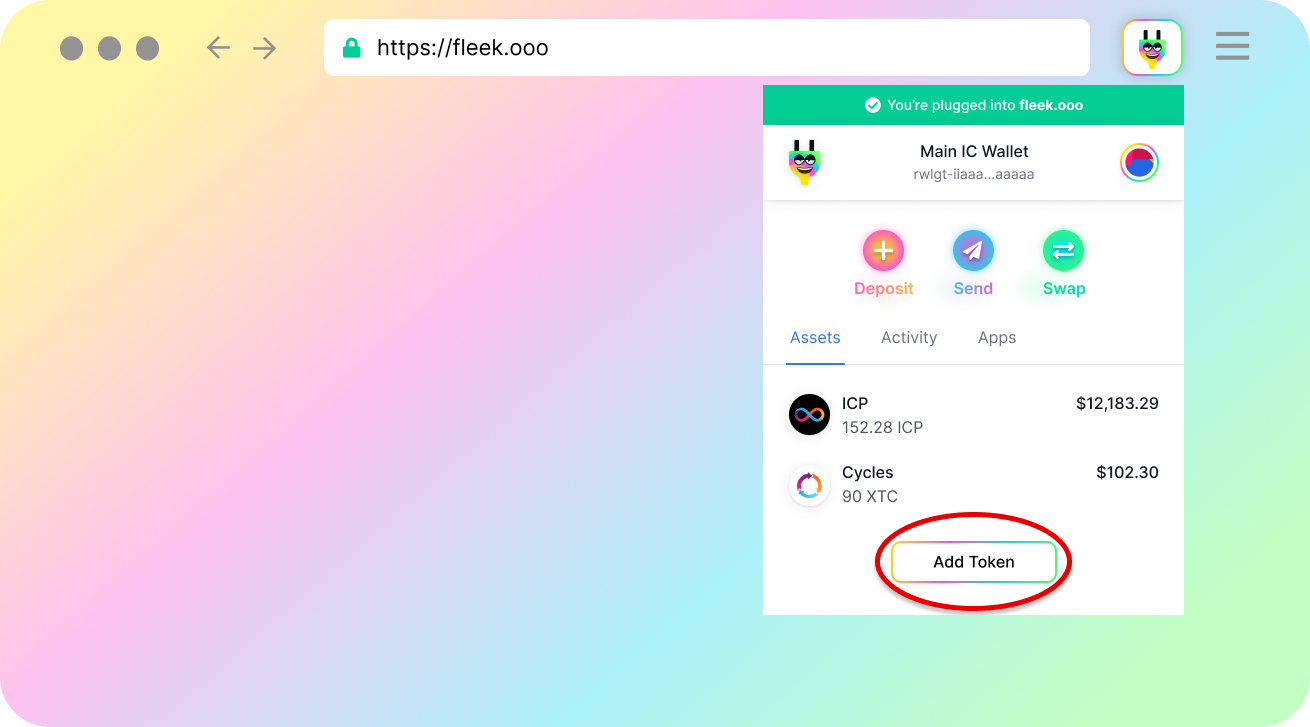 https://fleek.ooo
You’re plugged into fleek.ooo
Main IC Wallet
rwlgt-iiaaa...aaaaa
Deposit Send Swap
Assets Activity Apps
ICP $12,183.29
152.28 ICP
Cycles $102.30
90 XTC
Add Token